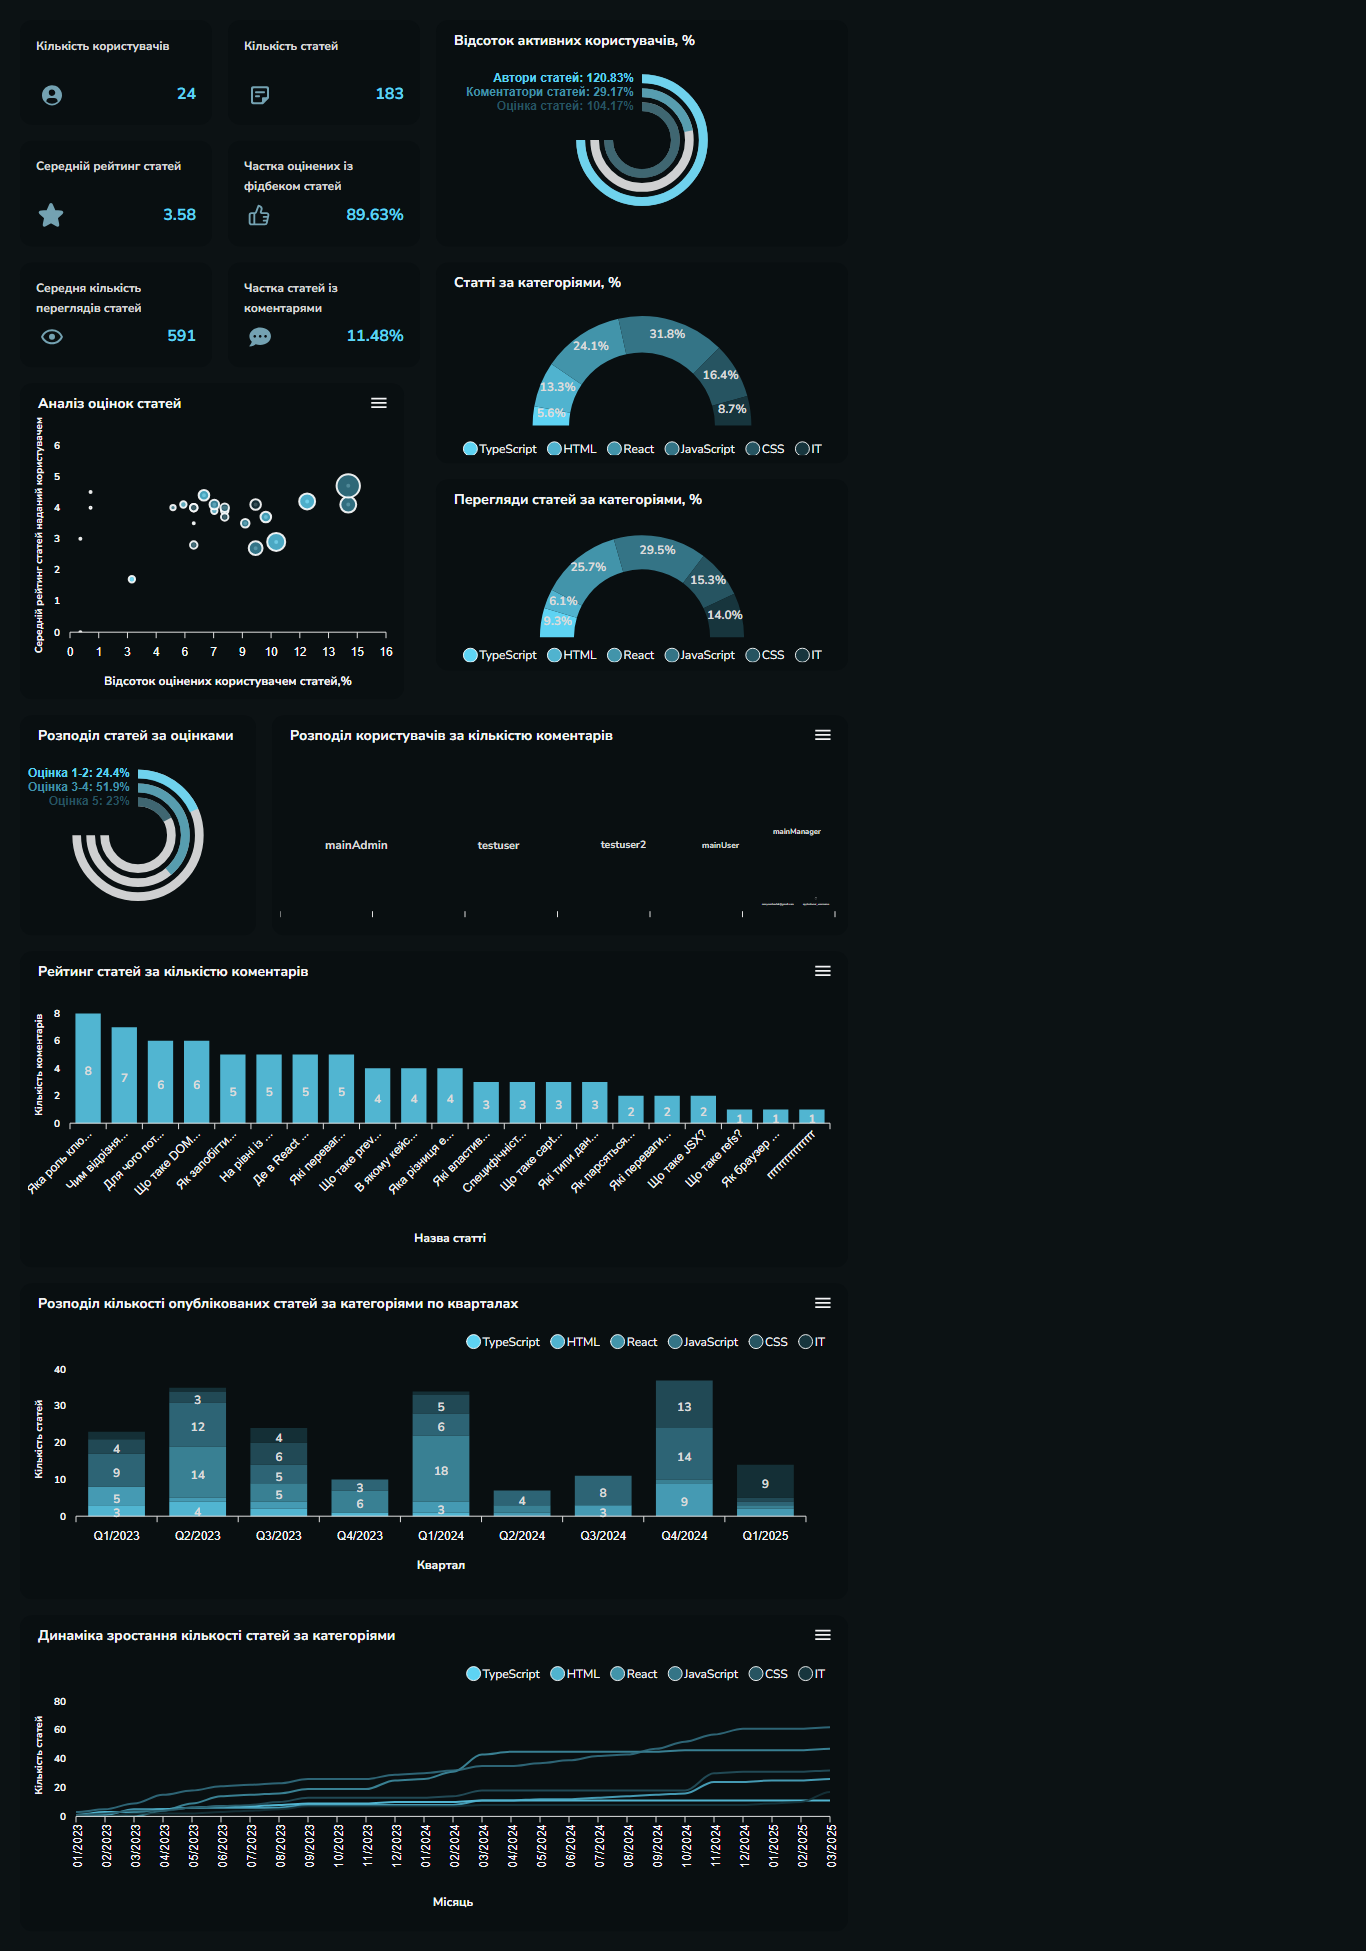 Кількість користувачів
24
Кількість статей
183
Відсоток активних користувачів, %
Автори статей: 120.83%
Коментатори статей: 29.17%
Оцінка статей: 104.17%
Середній рейтинг статей
3.58
Частка оцінених із
фідбеком статей
89.63%
Середня кількість
переглядів статей
591
Частка статей із
коментарями
11.48%
Статті за категоріями, %
5.6%
13.3%
24.1%
31.8%
16.4%
8.7%
TypeScript HTML React JavaScript CSS IT
Аналіз оцінок статей
Середній рейтинг статей наданий користувачем
6
5
4
3
2
1
0
0 1 3 4 6 7 9 10 12 13 15 16
Відсоток оцінених користувачем статей,%
Перегляди статей за категоріями, %
9.3%
6.1%
25.7%
29.5%
15.3%
14.0%
TypeScript HTML React JavaScript CSS IT
Розподіл статей за оцінками
Оцінка 1-2: 24.4%
Оцінка 3-4: 51.9%
Оцінка 5: 23%
Розподіл користувачів за кількістю коментарів
mainAdmin
testuser
testuser2
mainUser
mainManager
Рейтинг статей за кількістю коментарів
Кількість коментарів
8
6
4
2
0
8 7 6 6 5 5 5 5 4 4 4 3 3 3 3 2 2 2 1 1 1
Яка роль клю...
Чим відрізня...
Для чого пот...
Що таке DOM...
Як запобігти...
На рівні із ...
Де в React ...
Які переваг...
Що таке prev...
В якому кейс...
Яка різниця е...
Які властив...
Специфічніст...
Що таке capt...
Які типи дан...
Як парсяться...
Які переваги...
Що таке JSX?
Що таке refs?
Як браузер ...
Назва статті
Розподіл кількості опублікованих статей за категоріями по кварталах
TypeScript HTML React JavaScript CSS IT
Кількість статей
40
30
20
10
0
4
9
5
3
3
12
14
4
4
6
5
5
3
6
5
6
18
3
4
8
3
13
14
9
9
Q1/2023 Q2/2023 Q3/2023 Q4/2023 Q1/2024 Q2/2024 Q3/2024 Q4/2024 Q1/2025
Квартал
Динаміка зростання кількості статей за категоріями
TypeScript HTML React JavaScript CSS IT
Кількість статей
80
60
40
20
0
01/2023 02/2023 03/2023 04/2023 05/2023 06/2023 07/2023 08/2023 09/2023 10/2023 11/2023 12/2023 01/2024 02/2024 03/2024 04/2024 05/2024 06/2024 07/2024 08/2024 09/2024 10/2024 11/2024 12/2024 01/2025 02/2025 03/2025
Місяць